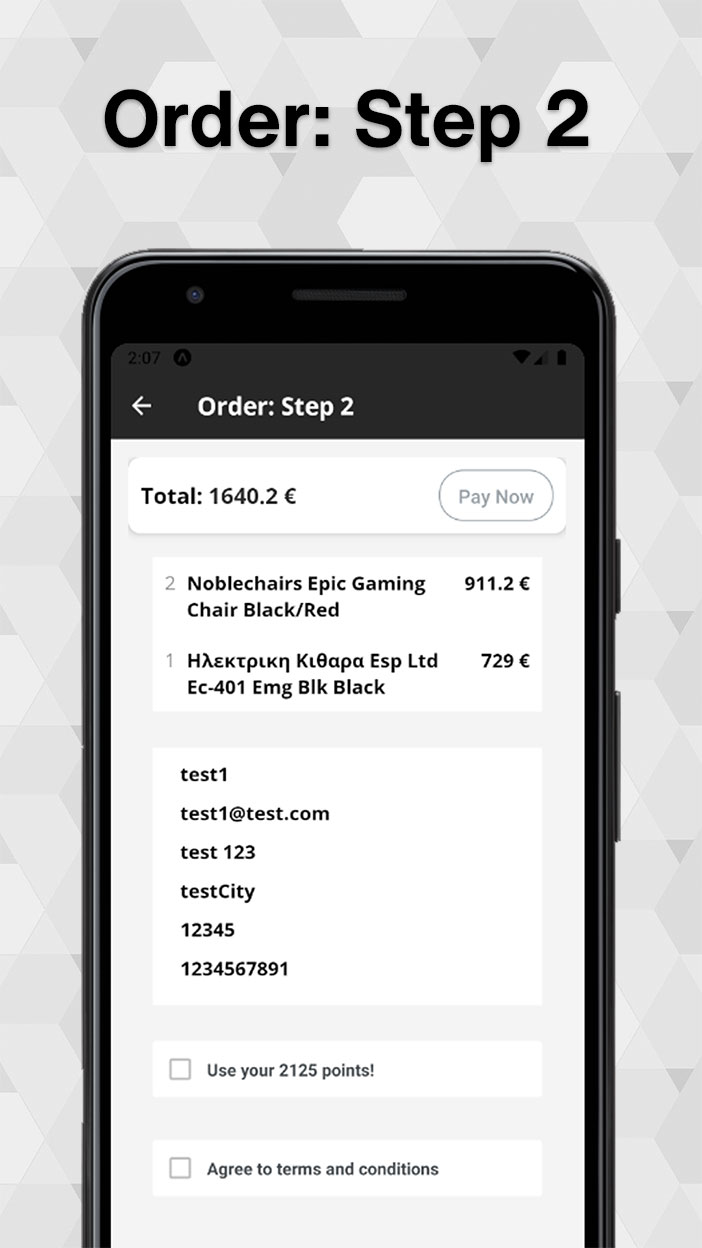 Order: Step 2
2:07
Order: Step 2
Total: 1640.2 €
Pay Now
2 Noblechairs Epic Gaming 911.2 €
Chair Black/Red
1 Ηλεκτρικη Κιθαρα Esp Ltd 729 €
Ec-401 Emg Blk Black
test1
test1@test.com
test 123
testCity
12345
1234567891
Use your 2125 points!
Agree to terms and conditions